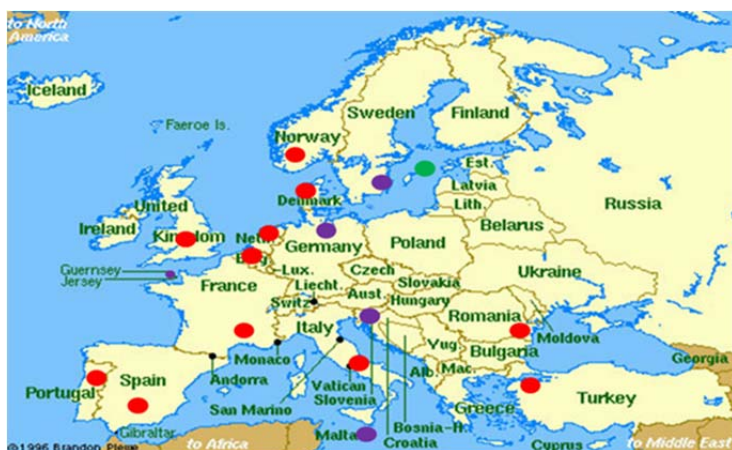 to North
America
Iceland
Faeroe Is.
Sweden
Finland
Norway
Est.
Latvia
Lith
Denmark
Russia
United
Kingdom
Ireland
Neth
Belg
Germany
Poland
Belarus
Guernsey
Jersey
Lux.
Czech
Slovakia
Ukraine
France
Liecht.
Switz
Aust.
Hungary
Italy
Romania
Moldova
Monaco
Yug
Bulgaria
Georgia
Andorra
Vatican
Alb
Mac.
Portugal
Spain
San Marino
Slovenia
Greece
Turkey
Bosnia-H.
Gibraltar
Malta
Croatia
Cyprus
to Africa
to Middle East
©1996 Brandon Plewe